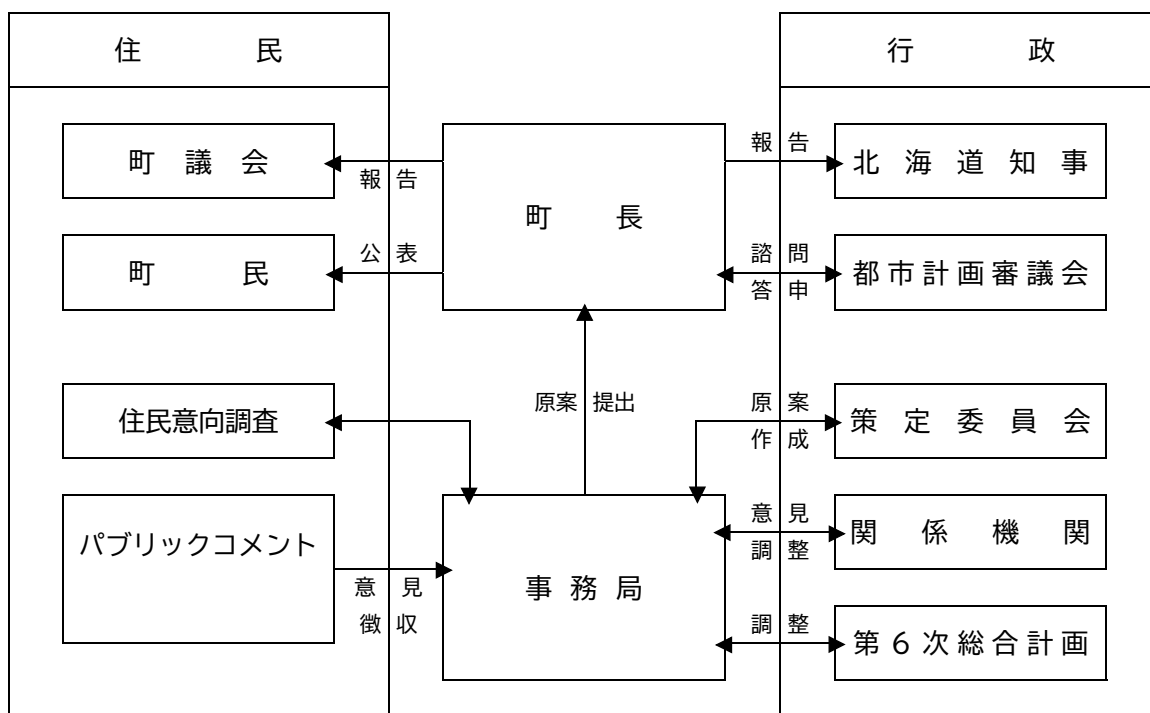 住民
行政
町議会
報告
町長
報告
北海道知事
町民
公表
諮問
答申
都市計画審議会
住民意向調査
原案提出
原案
作成
策定委員会
パブリックコメント
意見
徴収
事務局
意見
調整
関係機関
調整
第6次総合計画